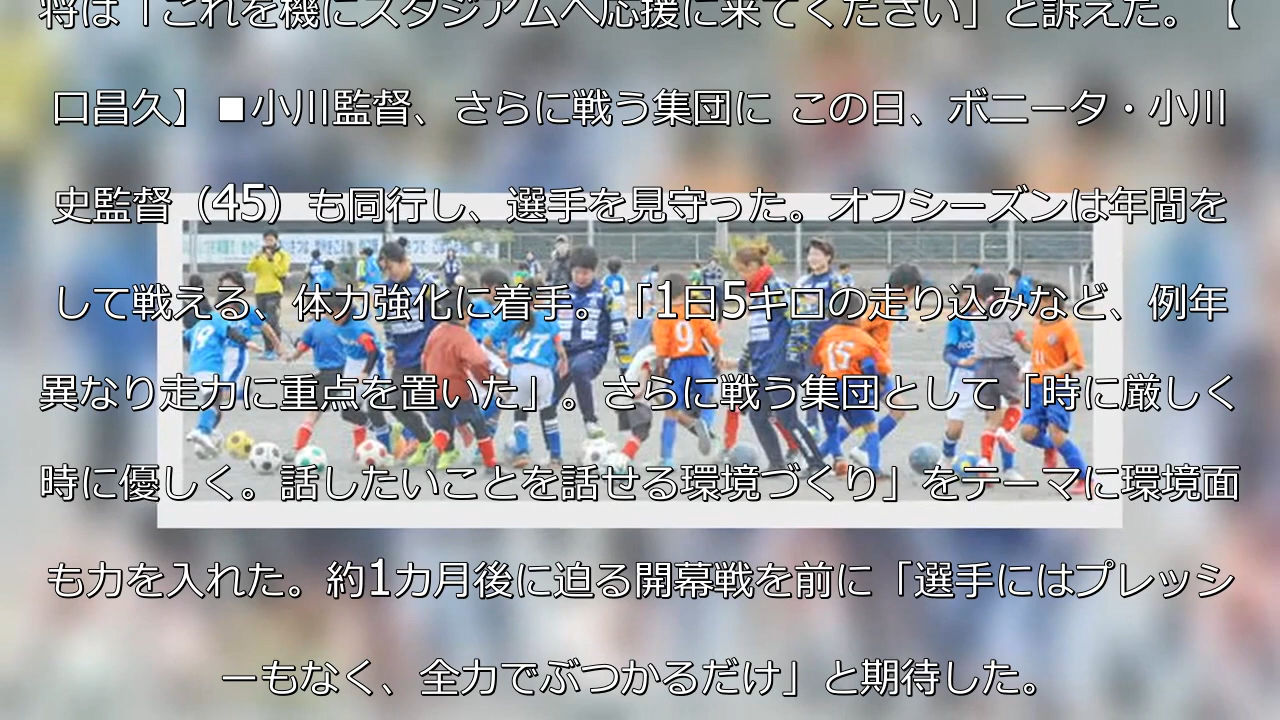 将は「これを機にスタジアムへ応援に来てください」と訴えた。【
口昌久】■小川監督、さらに戦う集団に この日、ボニータ・小川
史監督（45）も同行し、選手を見守った。オフシーズンは年間を
して戦える、体力強化に着手。「1日5キロの走り込みなど、例年
異なり走力に重点を置いた」。さらに戦う集団として「時に厳しく
時に優しく。話したいことを話せる環境づくり」をテーマに環境面
も力を入れた。約1カ月後に迫る開幕戦を前に「選手にはプレッシ
ーもなく、全力でぶつかるだけ」と期待した。
9
27
9
15